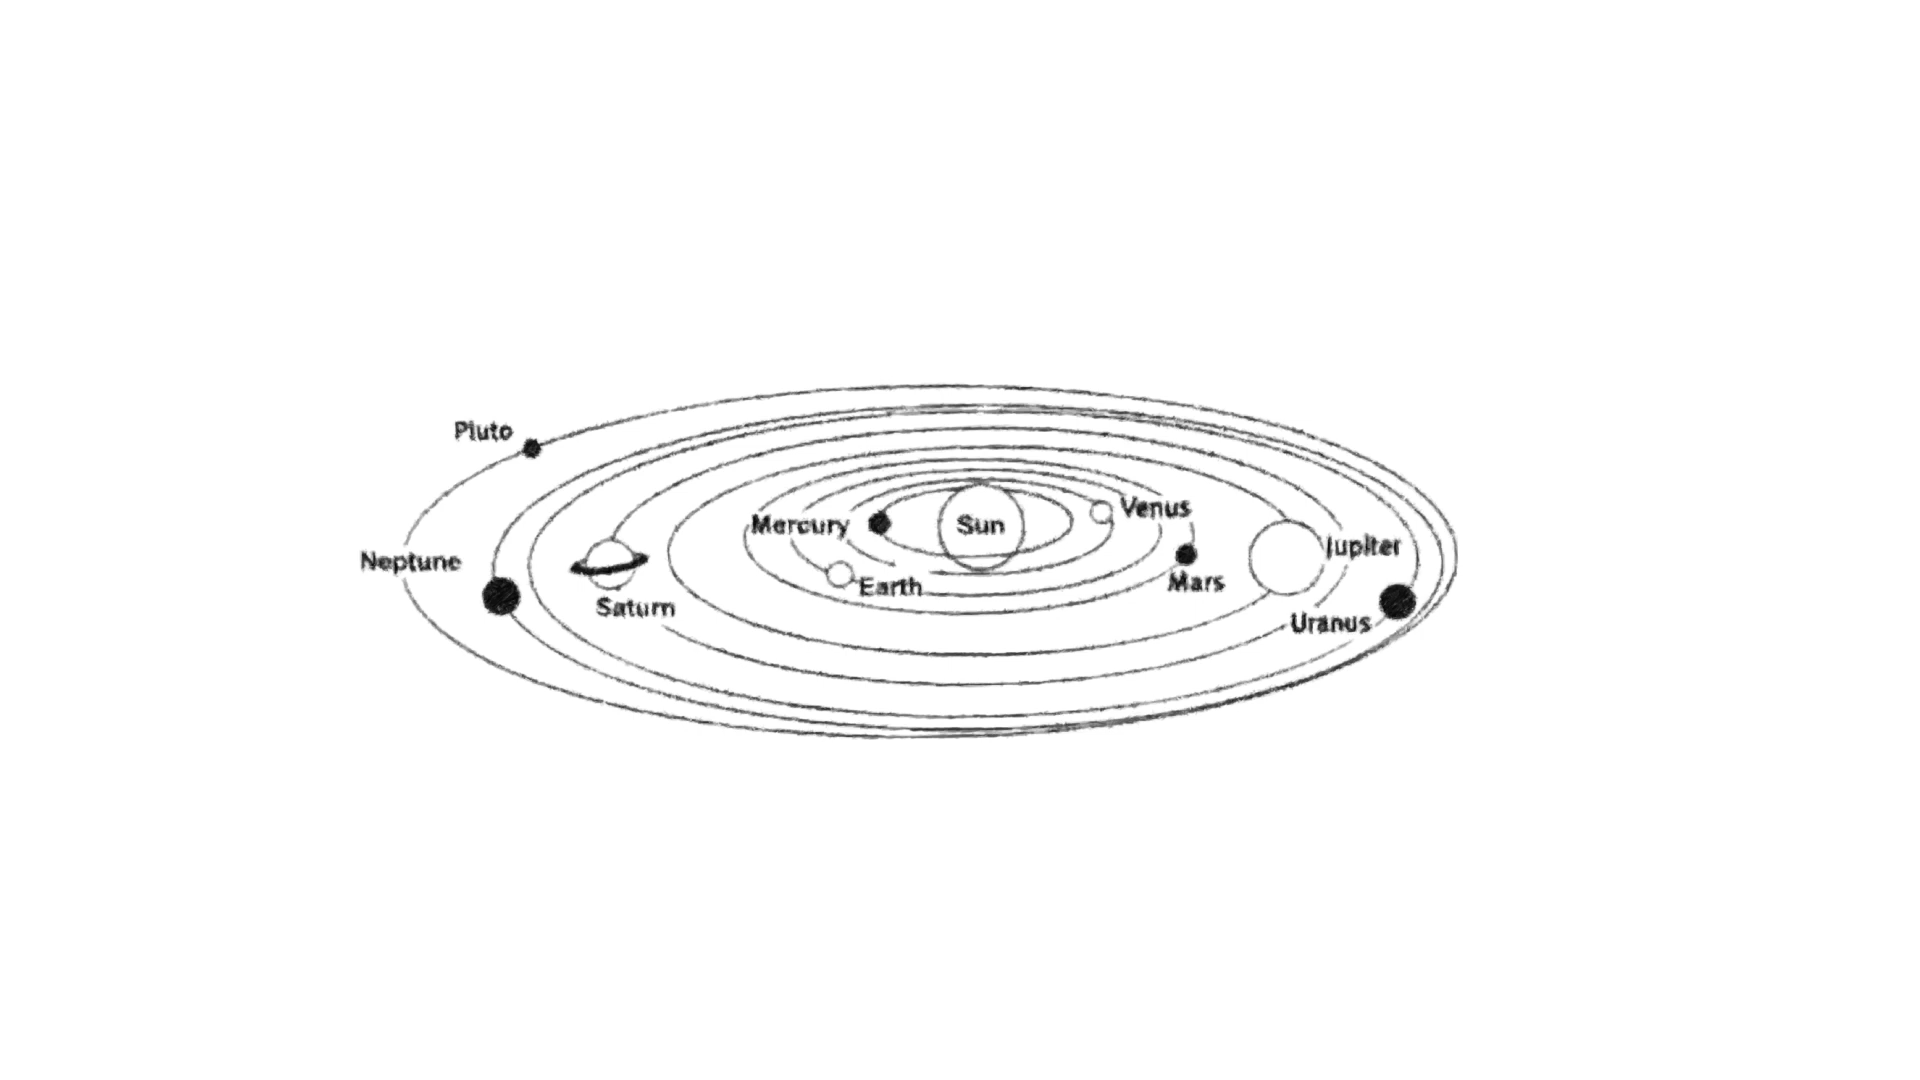 Pluto
Venus
Mercury
Sun
Jupiter
Neptune
Mars
Earth
Saturn
Uranus